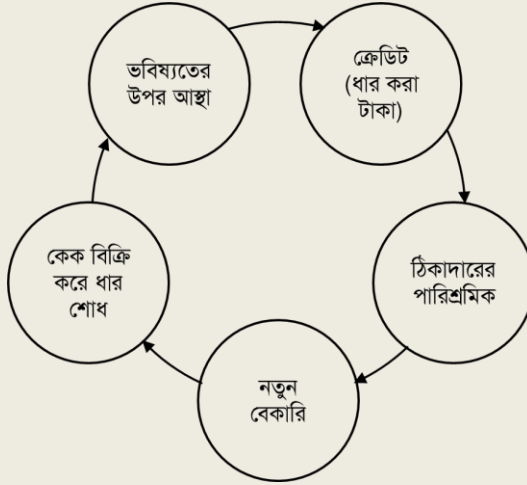 ভবিষ্যতের
উপর আস্থা
ক্রেডিট
(ধার করা
টাকা)
ঠিকাদারের
পারিশ্রমিক
নতুন
বেকারি
কেক বিক্রি
করে ধার
শোধ